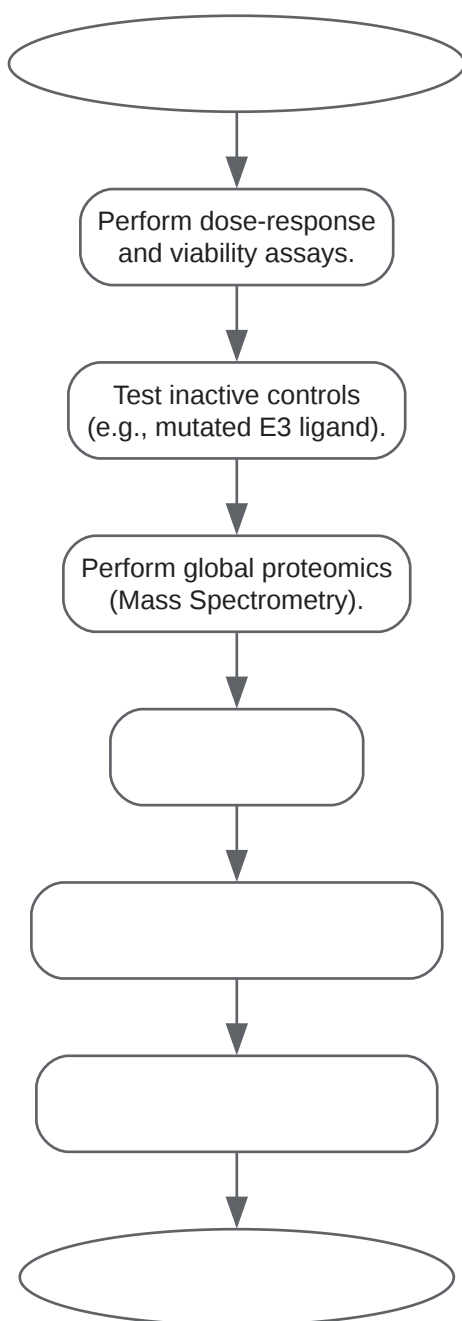 Perform dose-response
and viability assays.
Test inactive controls
(e.g., mutated E3 ligand).
Perform global proteomics
(Mass Spectrometry).